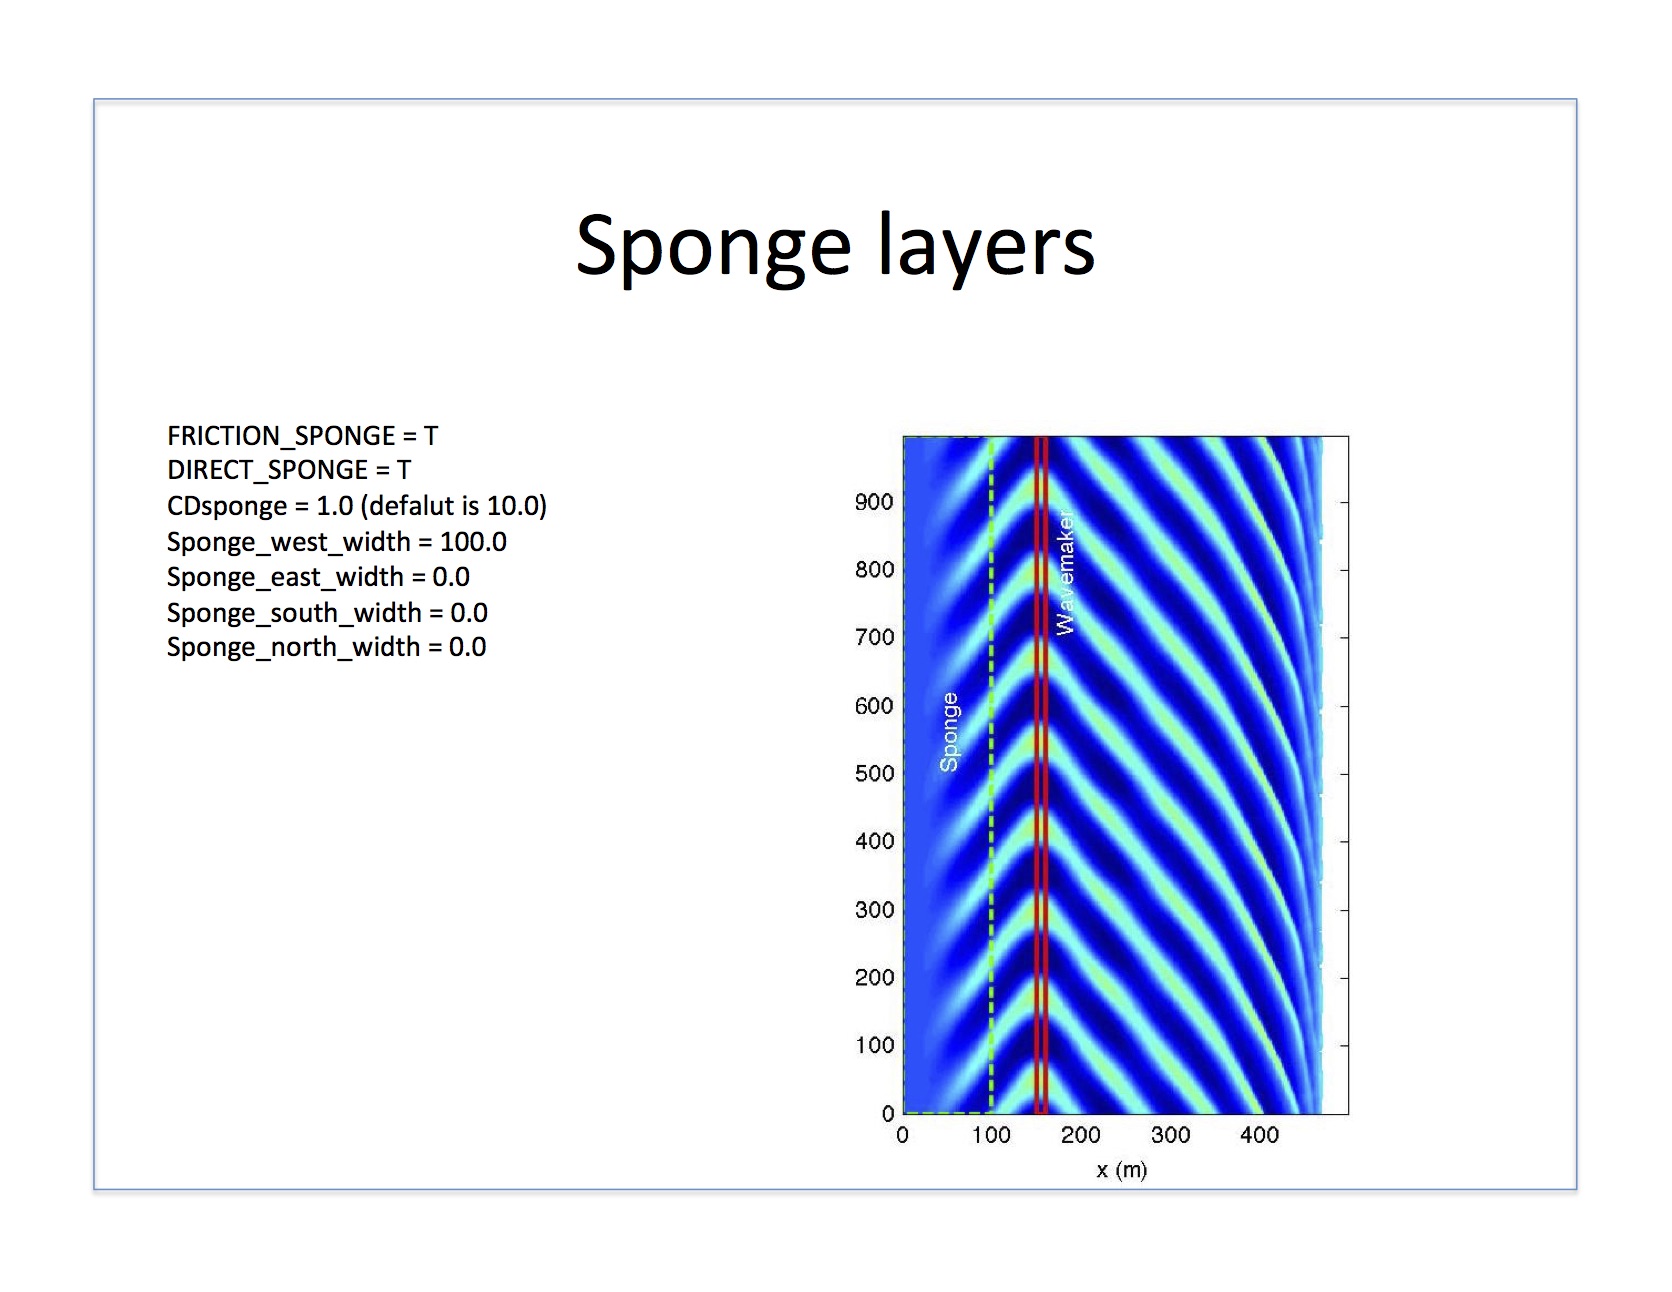 Sponge layers
FRICTION_SPONGE = T
DIRECT_SPONGE = T
CDsponge = 1.0 (defalut is 10.0)
Sponge_west_width = 100.0
Sponge_east_width = 0.0
Sponge_south_width = 0.0
Sponge_north_width = 0.0
900
800
700
600
500
400
300
200
100
0
Sponge
Wavemaker
0 100 200 300 400
x (m)